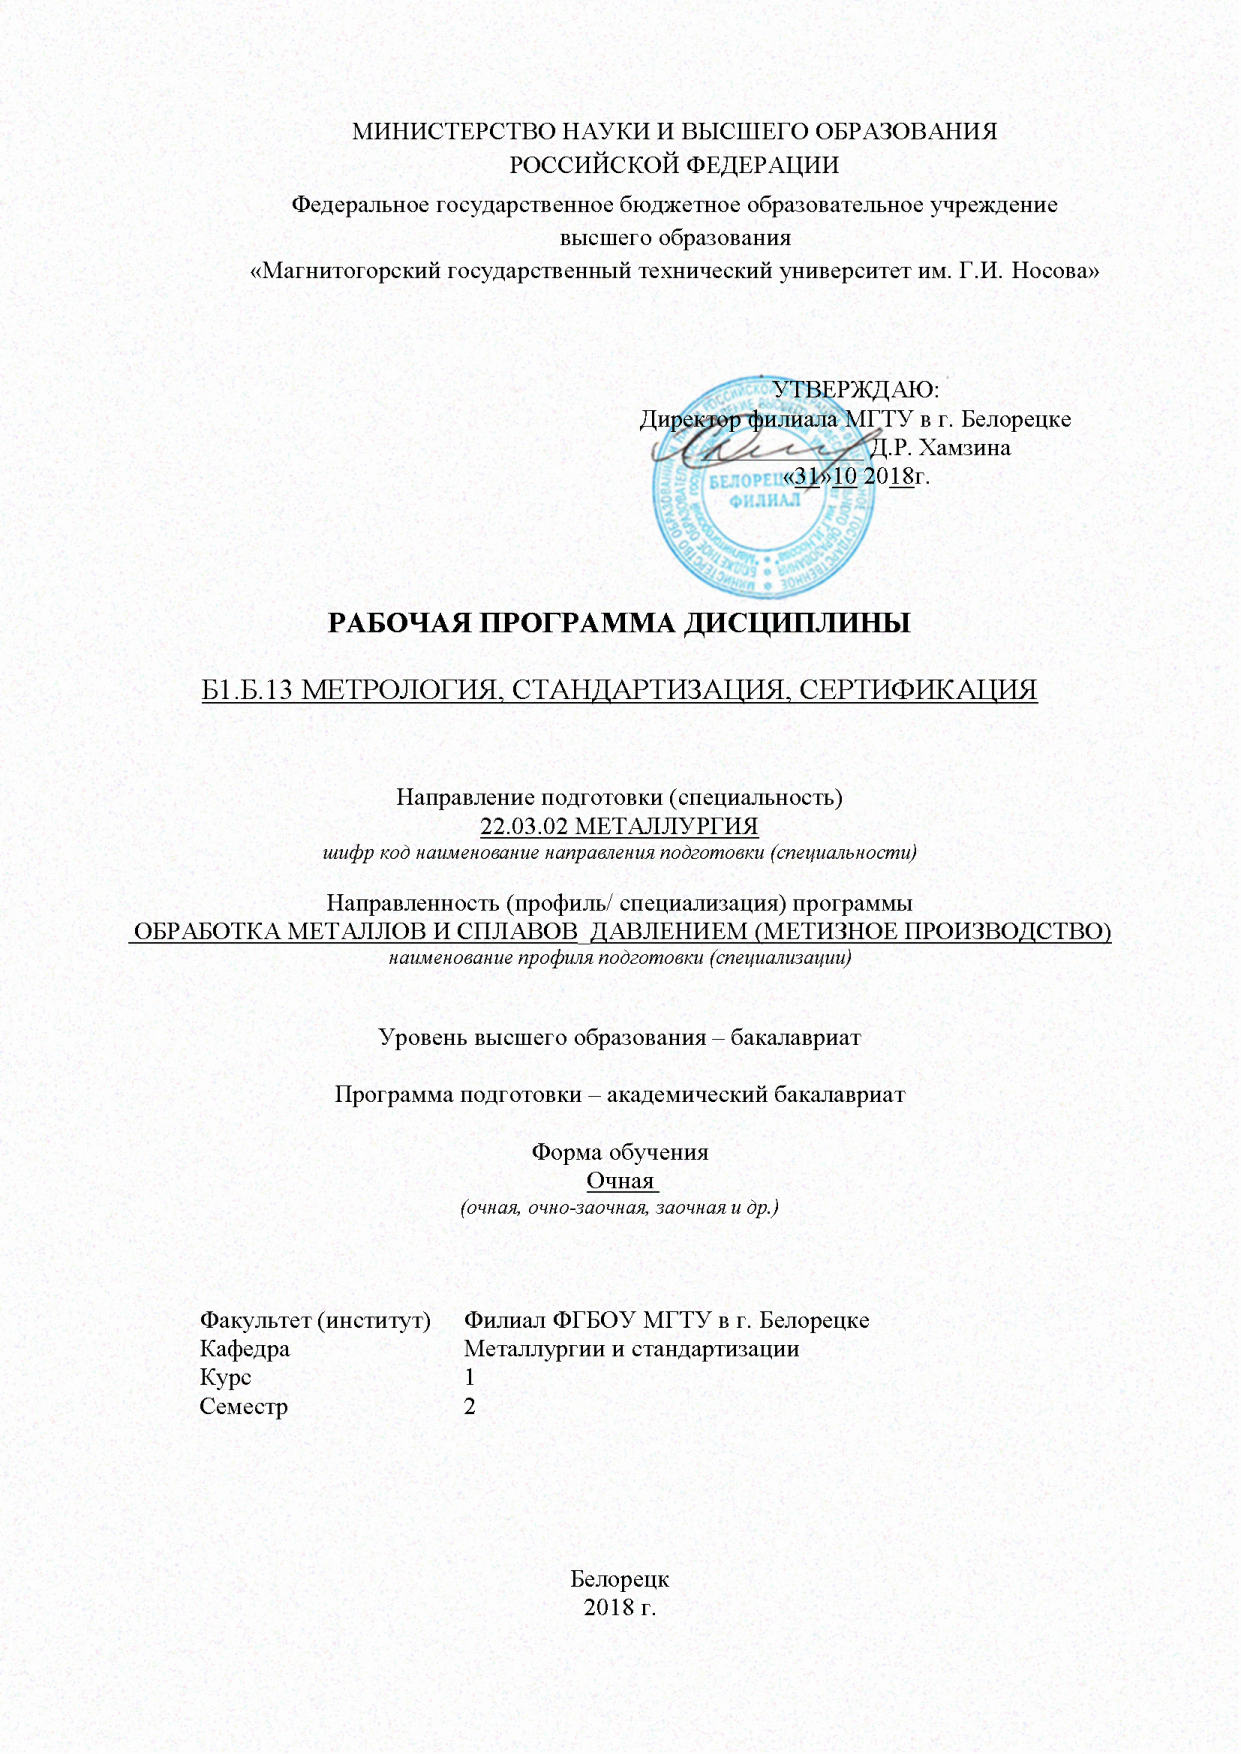 МИНИСТЕРСТВО НАУКИ И ВЫСШЕГО ОБРАЗОВАНИЯ
РОССИЙСКОЙ ФЕДЕРАЦИИ
Федеральное государственное бюджетное образовательное учреждение
высшего образования
«Магнитогорский государственный технический университет им. Г.И. Носова»
УТВЕРЖДАЮ:
Директор филиала МГТУ в г. Белорецке
Д.Р. Хамзина
«31»10 2018г.
БЕЛОРЕЦКИЙ
ФИЛИАЛ
РАБОЧАЯ ПРОГРАММА ДИСЦИПЛИНЫ
Б1.Б.13 МЕТРОЛОГИЯ, СТАНДАРТИЗАЦИЯ, СЕРТИФИКАЦИЯ
Направление подготовки (специальность)
22.03.02 МЕТАЛЛУРГИЯ
шифр код наименование направления подготовки (специальности)
Направленность (профиль/ специализация) программы
ОБРАБОТКА МЕТАЛЛОВ И СПЛАВОВ ДАВЛЕНИЕМ (МЕТИЗНОЕ ПРОИЗВОДСТВО)
наименование профиля подготовки (специализации)
Уровень высшего образования – бакалавриат
Программа подготовки – академический бакалавриат
Форма обучения
Очная
(очная, очно-заочная, заочная и др.)
Факультет (институт) Филиал ФГБОУ МГТУ в г. Белорецке
Кафедра Металлургии и стандартизации
Курс 1
Семестр 2
Белорецк
2018 г.